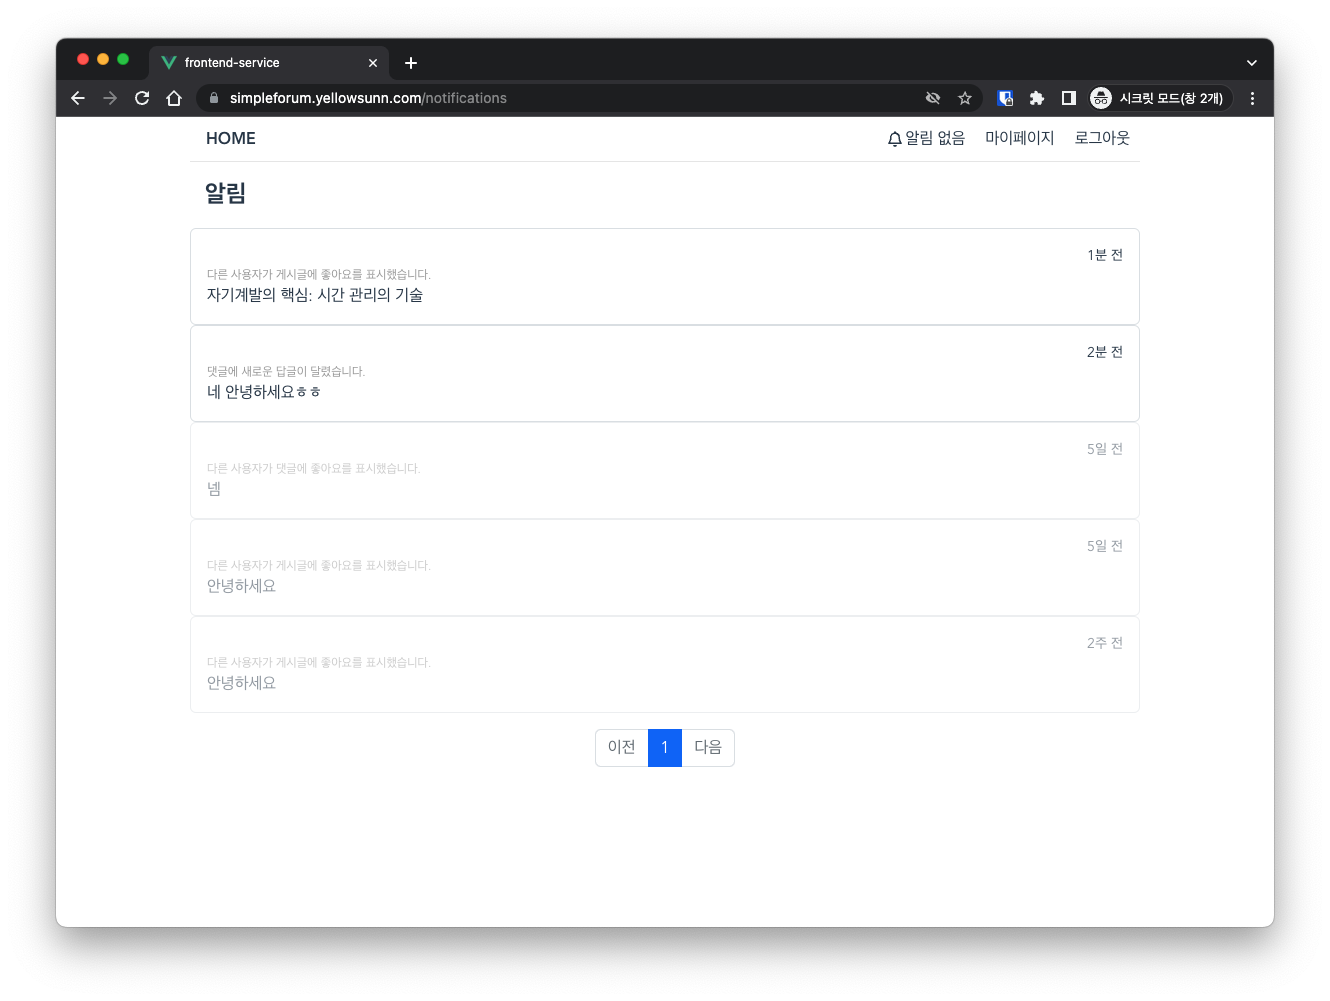 frontend-service
simpleforum.yellowsunn.com/notifications
시크릿 모드(창 2개)
HOME
알림 없음
마이페이지
로그아웃
알림
1분 전
다른 사용자가 게시글에 좋아요를 표시했습니다.
자기계발의 핵심: 시간 관리의 기술
2분 전
댓글에 새로운 답글이 달렸습니다.
네 안녕하세요ㅎㅎ
5일 전
다른 사용자가 댓글에 좋아요를 표시했습니다.
넴
5일 전
다른 사용자가 게시글에 좋아요를 표시했습니다.
안녕하세요
2주 전
다른 사용자가 게시글에 좋아요를 표시했습니다.
안녕하세요
이전
1
다음